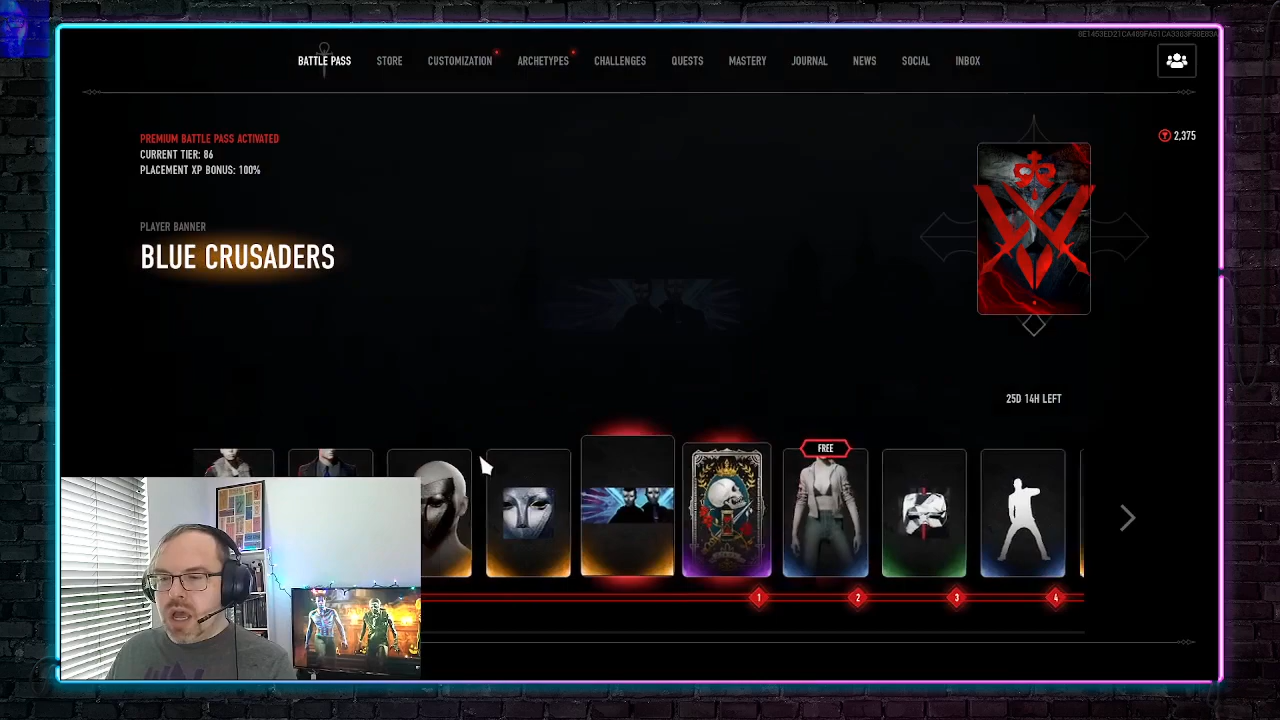 BATTLE PASS STORE CUSTOMIZATION ARCHETYPES CHALLENGES QUESTS MASTERY JOURNAL NEWS SOCIAL INBOX
PREMIUM BATTLE PASS ACTIVATED
CURRENT TIER: 86
PLACEMENT XP BONUS: 100%
2,375
PLAYER BANNER
BLUE CRUSADERS
25D 14H LEFT
FREE
1 2 3 4